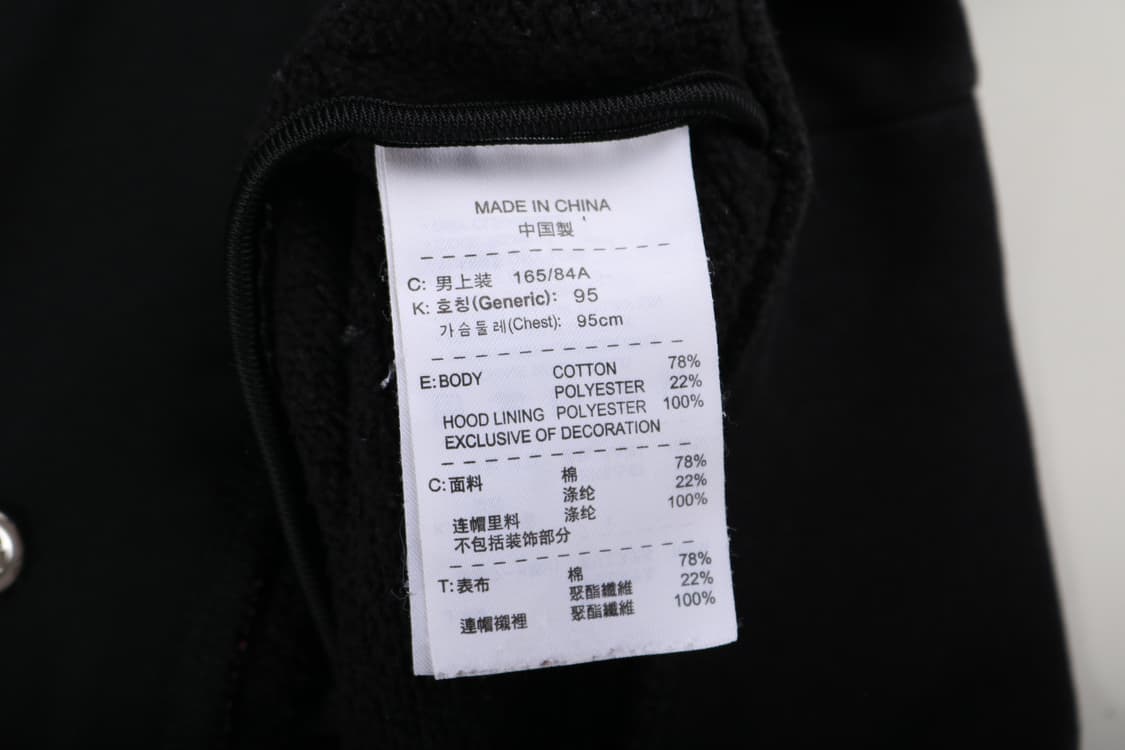 MADE IN CHINA
中国製
C: 男上装 165/84A
K: 호칭(Generic): 95
가슴둘레(Chest): 95cm
E: BODY COTTON 78%
POLYESTER 22%
HOOD LINING POLYESTER 100%
EXCLUSIVE OF DECORATION
C: 面料 棉 78%
涤纶 22%
连帽里料 涤纶 100%
不包括装饰部分
T: 表布 棉 78%
聚酯纖維 22%
連帽襯裡 聚酯纖維 100%